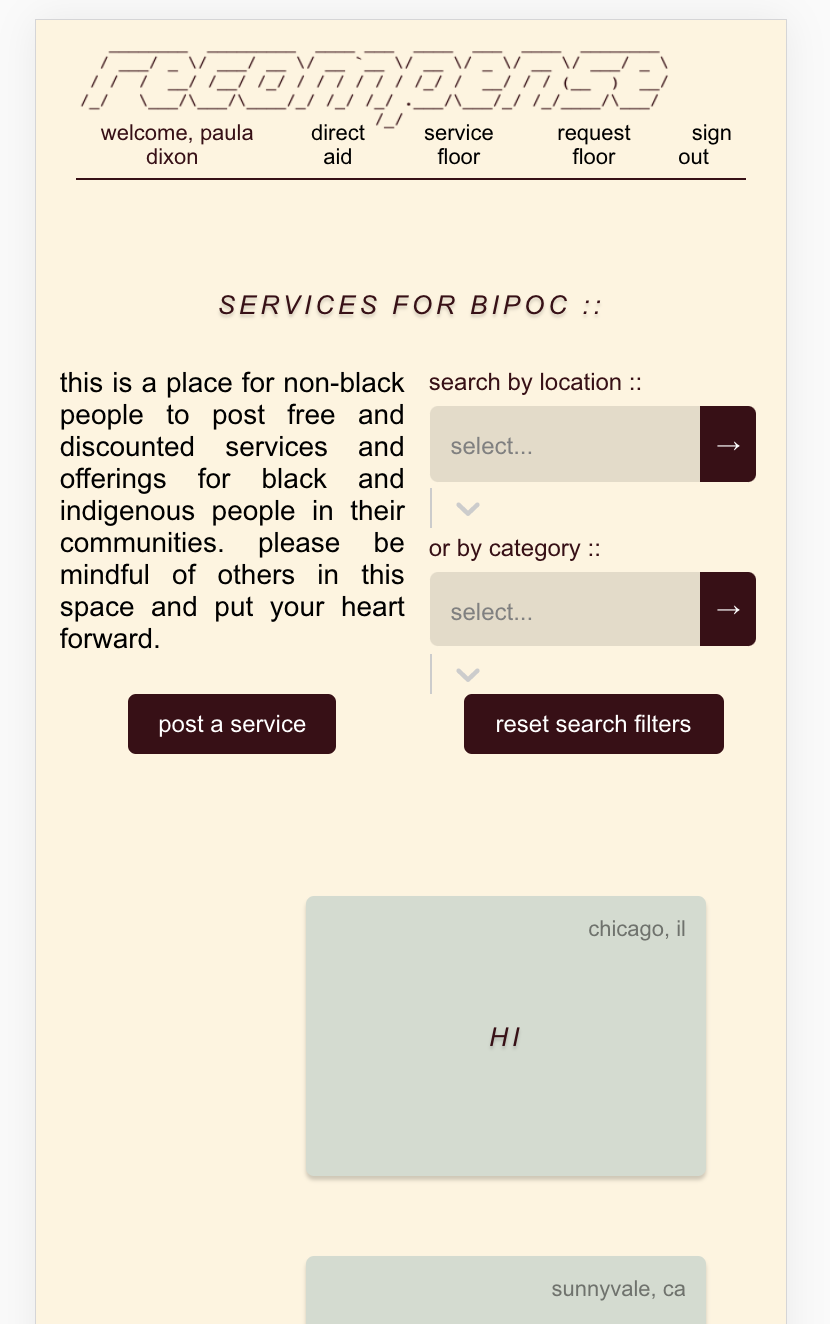 recompense
welcome, paula dixon
direct aid
service floor
request floor
sign out
SERVICES FOR BIPOC ::
this is a place for non-black
people to post free and
discounted services and
offerings for black and
indigenous people in their
communities. please be
mindful of others in this
space and put your heart
forward.
search by location ::
select... →
or by category ::
select... →
post a service
reset search filters
chicago, il
HI
sunnyvale, ca